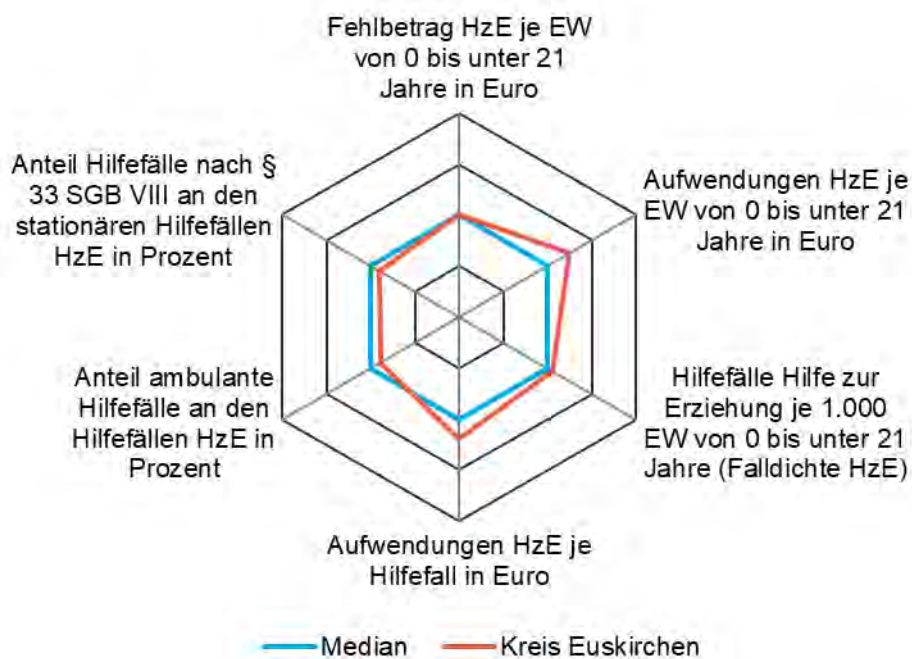 Fehlbetrag HzE je EW
von 0 bis unter 21
Jahre in Euro
Aufwendungen HzE je
EW von 0 bis unter 21
Jahre in Euro
Hilfefälle Hilfe zur
Erziehung je 1.000
EW von 0 bis unter 21
Jahre (Falldichte HzE)
Aufwendungen HzE je
Hilfefall in Euro
Anteil ambulante
Hilfefälle an den
Hilfefällen HzE in
Prozent
Anteil Hilfefälle nach §
33 SGB VIII an den
stationären Hilfefällen
HzE in Prozent
Median
Kreis Euskirchen